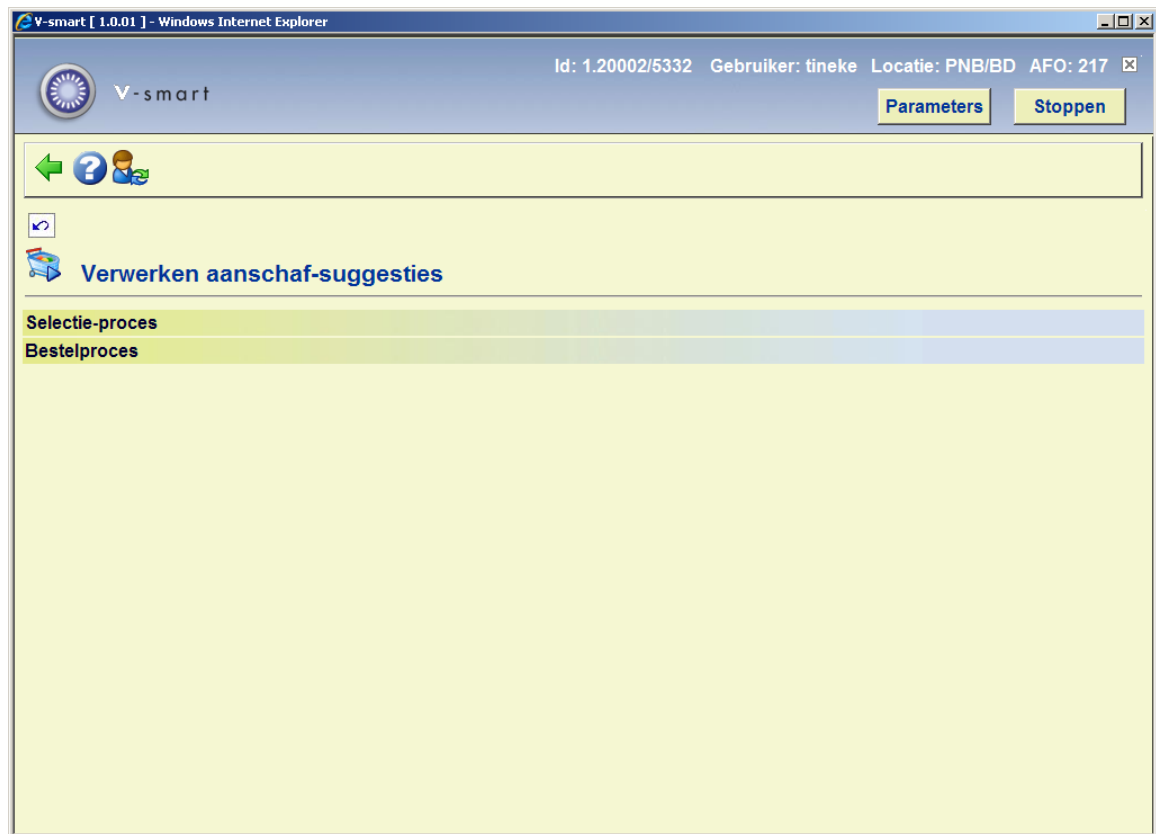 V-smart [ 1.0.01 ] - Windows Internet Explorer
Id: 1.20002/5332 Gebruiker: tineke Locatie: PNB/BD AFO: 217
V-smart
Parameters Stoppen
Verwerken aanschaf-suggesties
Selectie-proces
Bestelproces